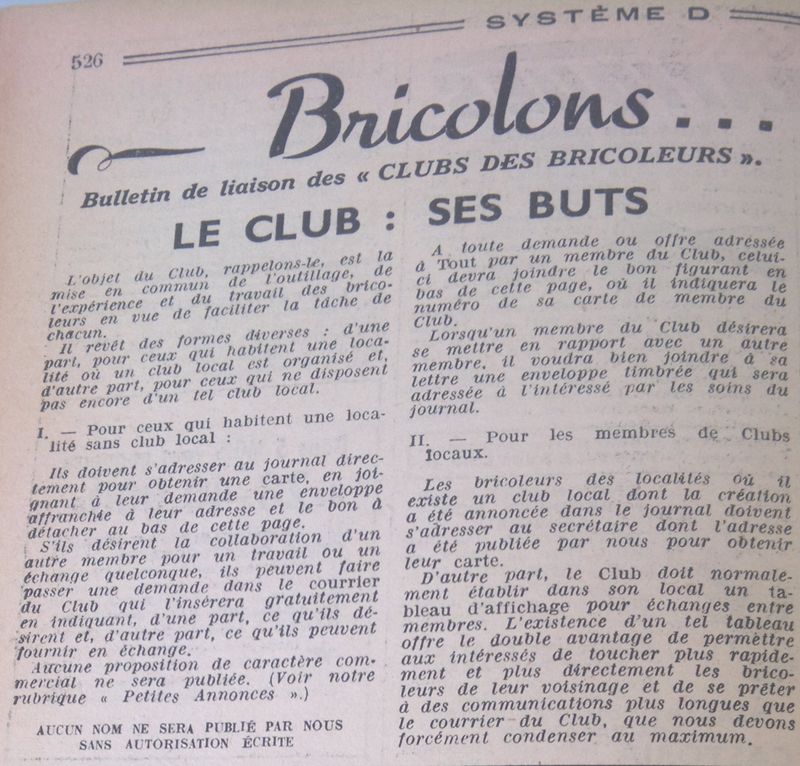 SYSTÈME D
526
Bricolons...
Bulletin de liaison des « CLUBS DES BRICOLEURS ».
LE CLUB : SES BUTS
L'objet du Club, rappelons-le, est la
mise en commun de l'outillage, de
l'expérience et du travail des brico-
leurs en vue de faciliter la tâche de
chacun.
Il revêt des formes diverses : d'une
part, pour ceux qui habitent une loca-
lité où un club local est organisé et,
d'autre part, pour ceux qui ne disposent
pas encore d'un tel club local.
I. — Pour ceux qui habitent une loca-
lité sans club local :
Ils doivent s'adresser au journal direc-
tement pour obtenir une carte, en joi-
gnant à leur demande une enveloppe
affranchie à leur adresse et le bon à
détacher au bas de cette page.
S'ils désirent la collaboration d'un
autre membre pour un travail ou un
échange quelconque, ils peuvent faire
passer une demande dans le courrier
du Club qui l'insérera gratuitement
en indiquant, d'une part, ce qu'ils dé-
sirent et, d'autre part, ce qu'ils peuvent
fournir en échange.
Aucune proposition de caractère com-
mercial ne sera publiée. (Voir notre
rubrique « Petites Annonces ».)
AUCUN NOM NE SERA PUBLIÉ PAR NOUS
SANS AUTORISATION ÉCRITE
A toute demande ou offre adressée
à Tout par un membre du Club, celui-
ci devra joindre le bon figurant en
bas de cette page, où il indiquera le
numéro de sa carte de membre du
Club.
Lorsqu'un membre du Club désirera
se mettre en rapport avec un autre
membre, il voudra bien joindre à sa
lettre une enveloppe timbrée qui sera
adressée à l'intéressé par les soins du
journal.
II. — Pour les membres de Clubs
locaux.
Les bricoleurs des localités où il
existe un club local dont la création
a été annoncée dans le journal doivent
s'adresser au secrétaire dont l'adresse
a été publiée par nous pour obtenir
leur carte.
D'autre part, le Club doit normale-
ment établir dans son local un ta-
bleau d'affichage pour échanges entre
membres. L'existence d'un tel tableau
offre le double avantage de permettre
aux intéressés de toucher plus rapide-
ment et plus directement les brico-
leurs de leur voisinage et de se prêter
à des communications plus longues que
le courrier du Club, que nous devons
forcément condenser au maximum.